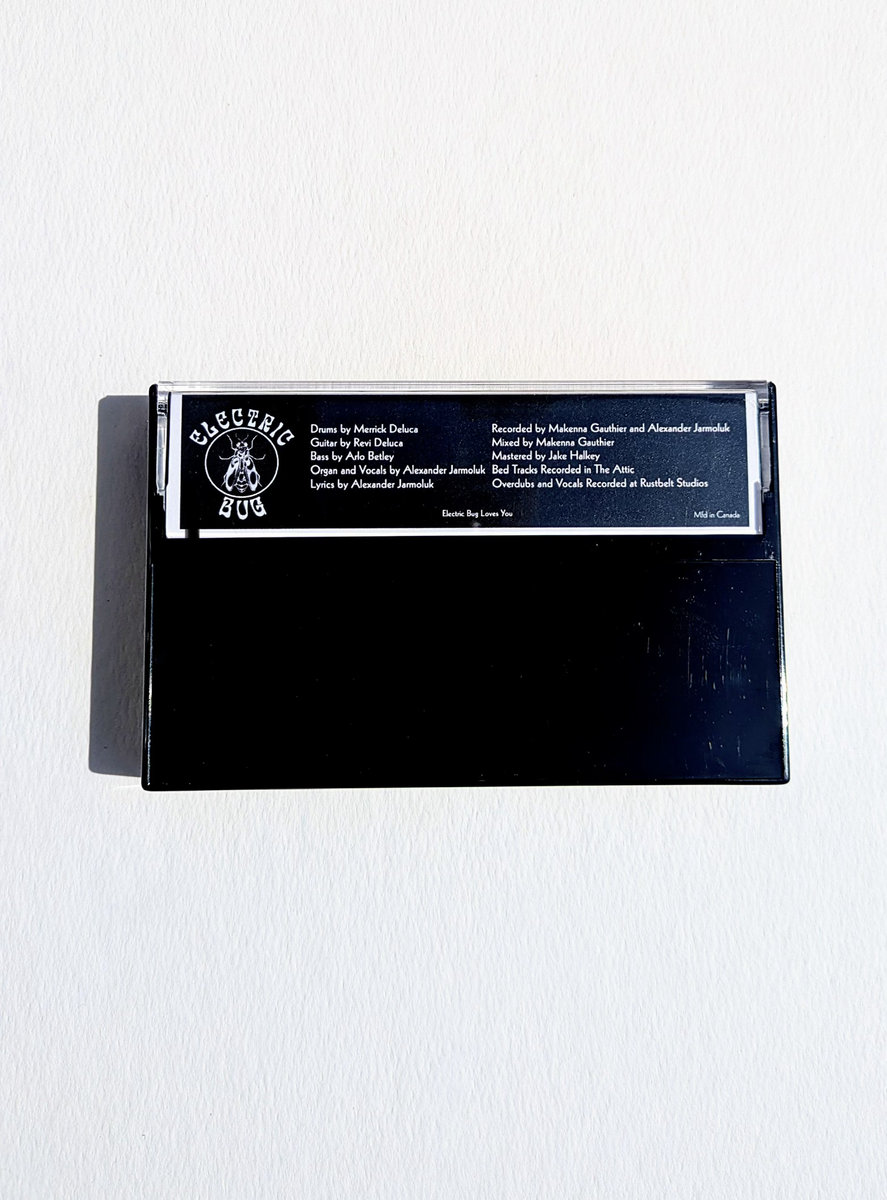 ELECTRIC
BUG
Drums by Merrick Deluca
Guitar by Revi Deluca
Bass by Arlo Betley
Organ and Vocals by Alexander Jarmoluk
Lyrics by Alexander Jarmoluk
Recorded by Makenna Gauthier and Alexander Jarmoluk
Mixed by Makenna Gauthier
Mastered by Jake Halkey
Bed Tracks Recorded in The Attic
Overdubs and Vocals Recorded at Rustbelt Studios
Electric Bug Loves You
Mfd in Canada